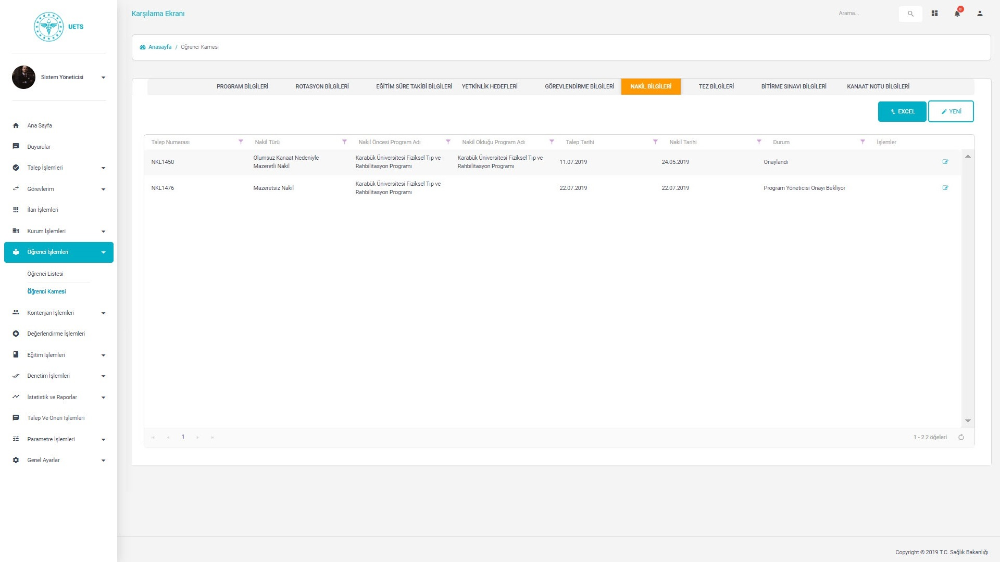 UETS
Sistem Yöneticisi
Ana Sayfa
Duyurular
Talep İşlemleri
Görevlerim
İlan İşlemleri
Kurum İşlemleri
Öğrenci İşlemleri
Öğrenci Listesi
Öğrenci Karnesi
Kontenjan İşlemleri
Değerlendirme İşlemleri
Eğitim İşlemleri
Denetim İşlemleri
İstatistik ve Raporlar
Talep Ve Öneri İşlemleri
Parametre İşlemleri
Genel Ayarlar
Karşılama Ekranı
Arama...
0
Anasayfa / Öğrenci Karnesi
PROGRAM BİLGİLERİ ROTASYON BİLGİLERİ EĞİTİM SÜRE TAKİBİ BİLGİLERİ YETKİNLİK HEDEFLERİ GÖREVLENDİRME BİLGİLERİ NAKİL BİLGİLERİ TEZ BİLGİLERİ BİTİRME SINAVI BİLGİLERİ KANAAT NOTU BİLGİLERİ
EXCEL YENİ
Talep Numarası Nakil Türü Nakil Öncesi Program Adı Nakil Olduğu Program Adı Talep Tarihi Nakil Tarihi Durum İşlemler
NKL1450 Olumsuz Kanaat Nedeniyle Mazeretli Nakil Karabük Üniversitesi Fiziksel Tıp ve Rahbilitasyon Programı Karabük Üniversitesi Fiziksel Tıp ve Rahbilitasyon Programı 11.07.2019 24.05.2019 Onaylandı
NKL1476 Mazeretsiz Nakil Karabük Üniversitesi Fiziksel Tıp ve Rahbilitasyon Programı 22.07.2019 22.07.2019 Program Yöneticisi Onayı Bekliyor
1
1 - 2 2 öğeleri
Copyright © 2019 T.C. Sağlık Bakanlığı